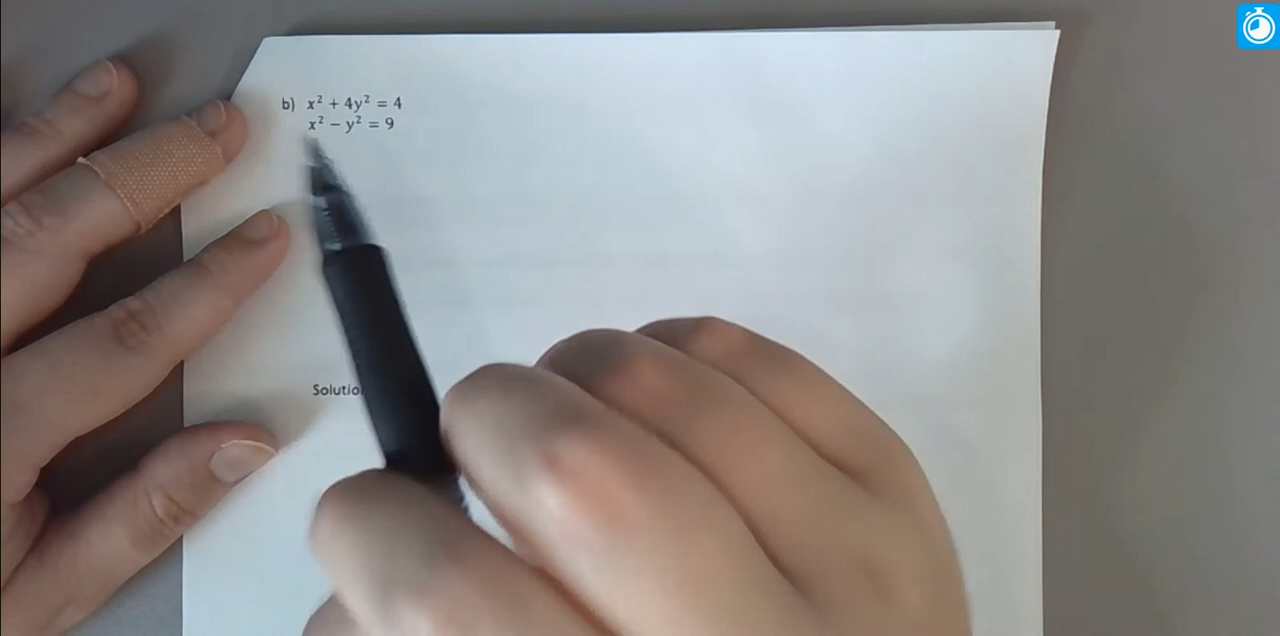 b) x² + 4y² = 4
x² − y² = 9